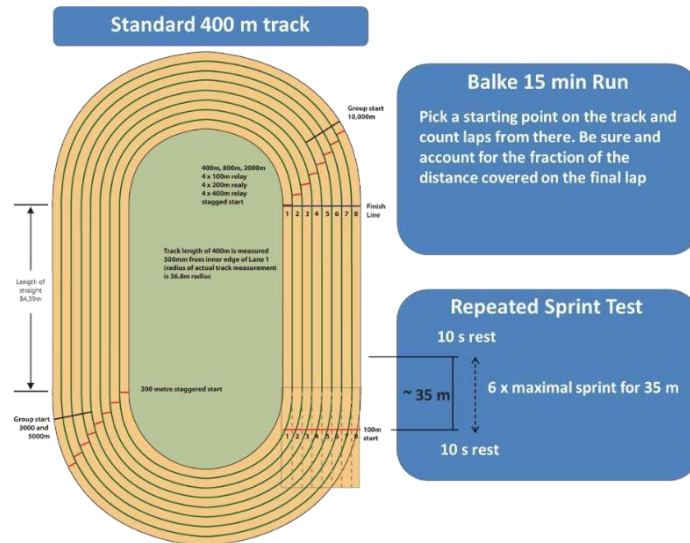 Standard 400 m track
Group start
10,000m
400m, 800m, 2000m
4 x 100m relay
4 x 200m realy
4 x 400m relay
stagged start
1 2 3 4 5 6 7 8
Finish
Line
Track length of 400m is measured
300mm from inner edge of Lane 1
(radius of actual track measurement
is 36.8m radius
Length of
straight
84.39m
200 metre staggered start
Group start
3000 and
5000m
1 2 3 4 5 6 7 8
100m
start
Balke 15 min Run
Pick a starting point on the track and
count laps from there. Be sure and
account for the fraction of the
distance covered on the final lap
Repeated Sprint Test
10 s rest
~ 35 m
6 x maximal sprint for 35 m
10 s rest